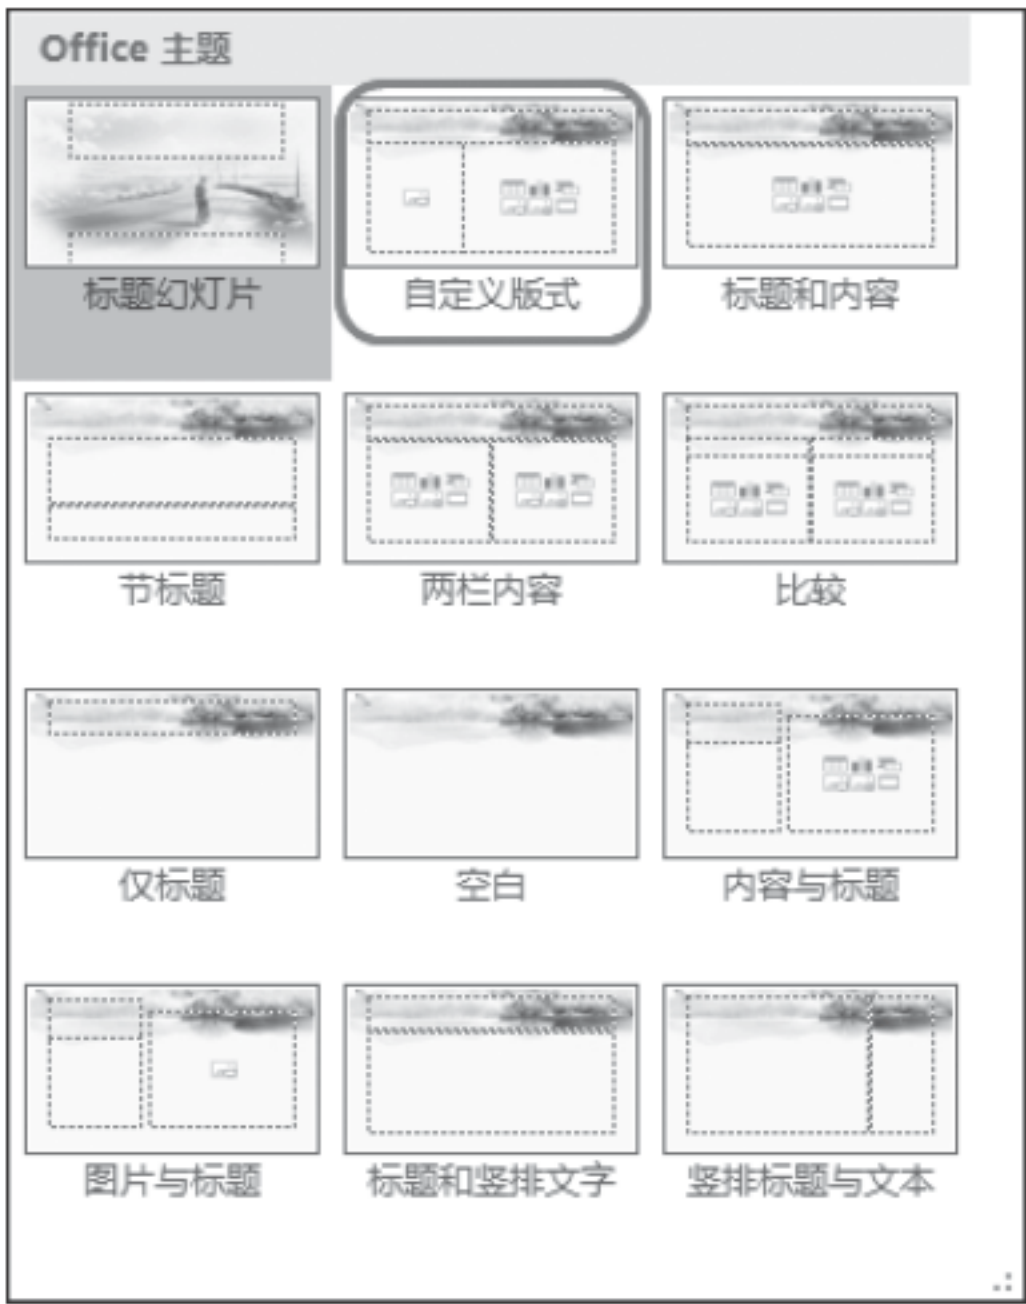 Office 主题
标题幻灯片
自定义版式
标题和内容
节标题
两栏内容
比较
仅标题
空白
内容与标题
图片与标题
标题和竖排文字
竖排标题与文本